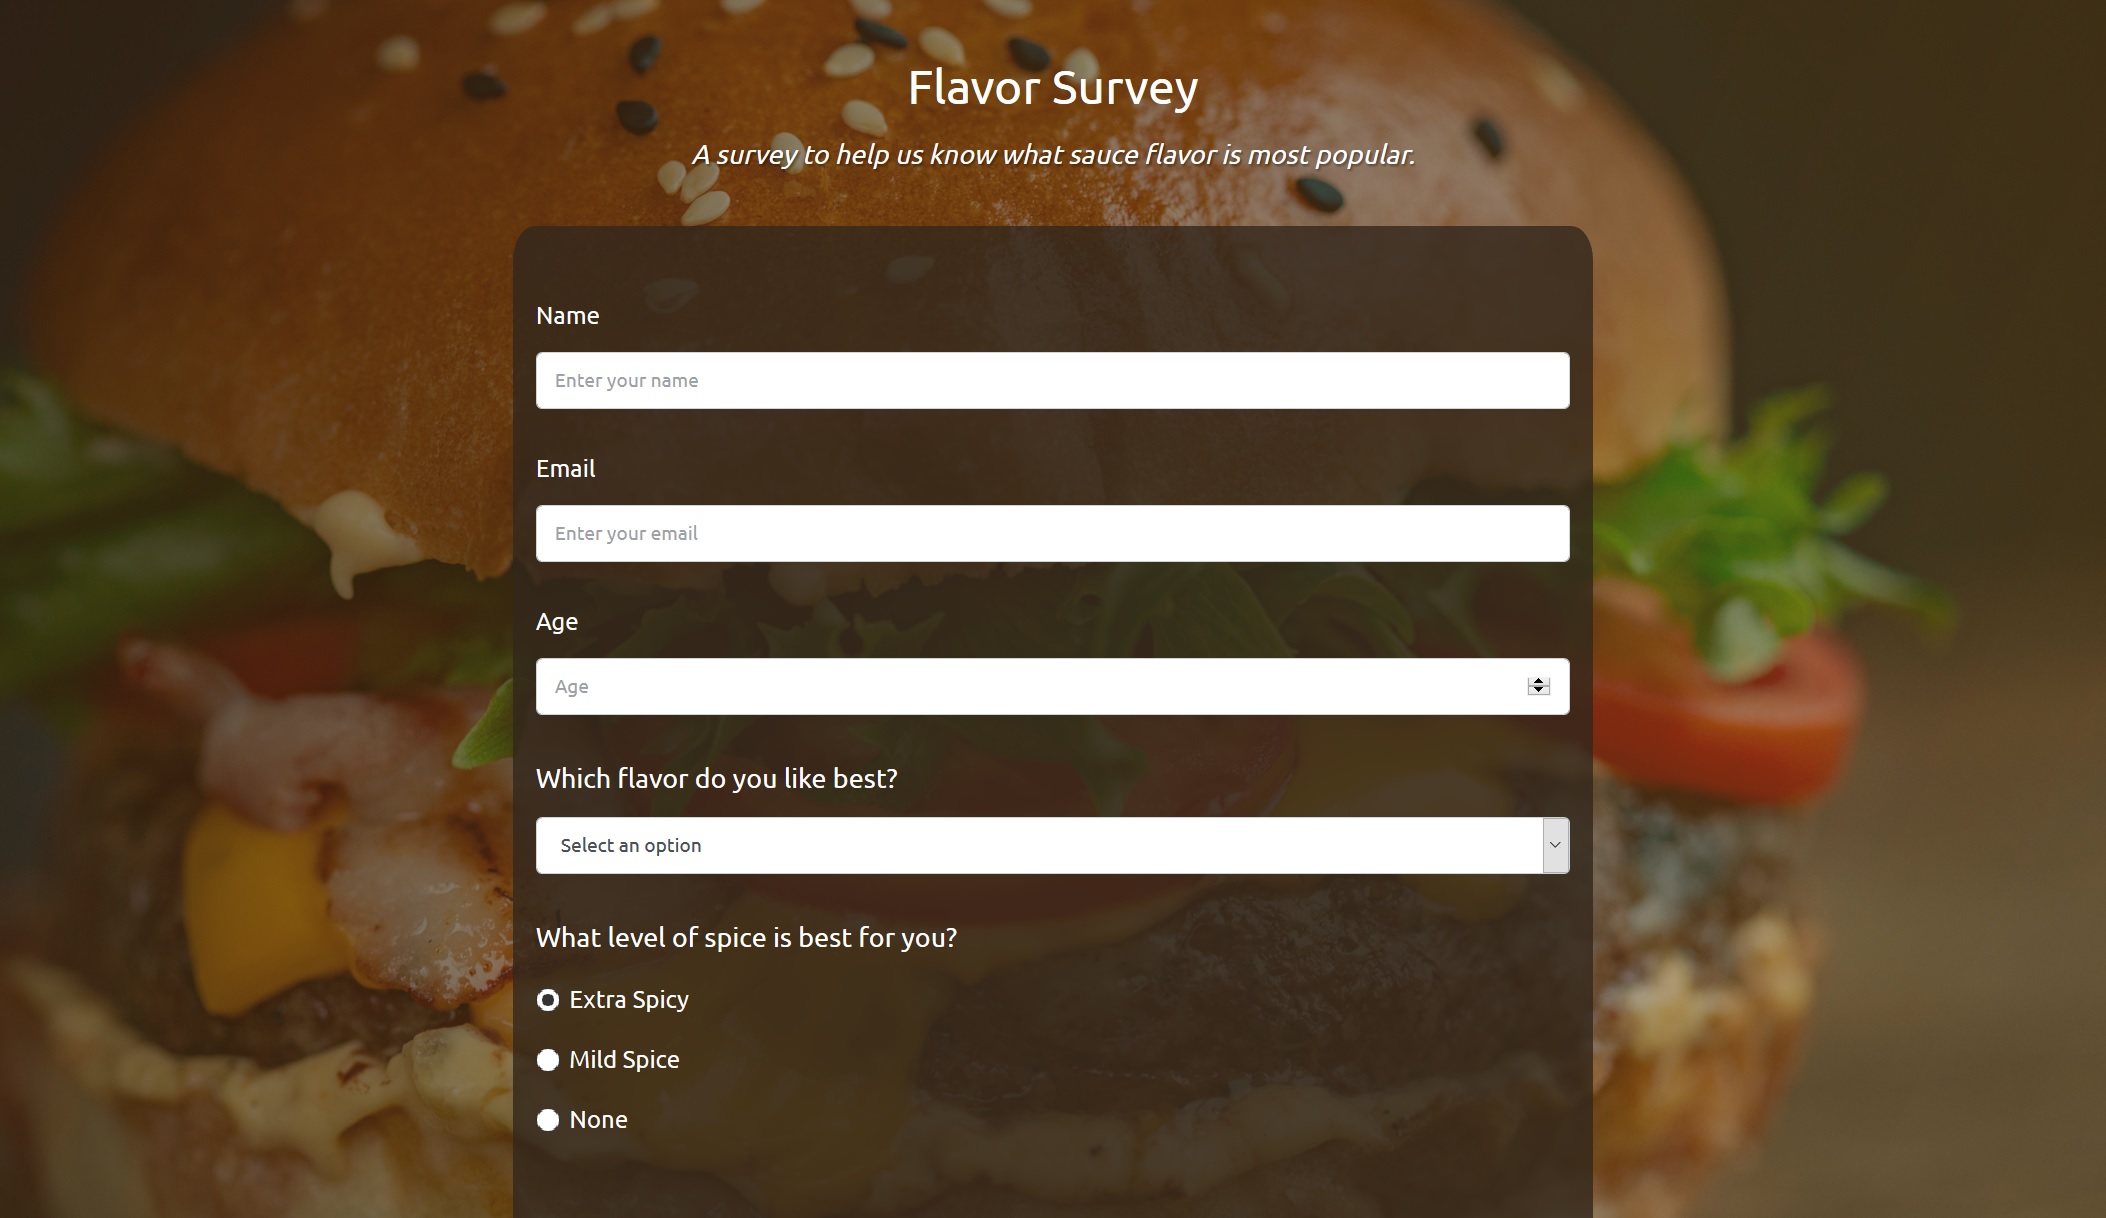 Flavor Survey
A survey to help us know what sauce flavor is most popular.
Name
Enter your name
Email
Enter your email
Age
Age
Which flavor do you like best?
Select an option
What level of spice is best for you?
Extra Spicy
Mild Spice
None